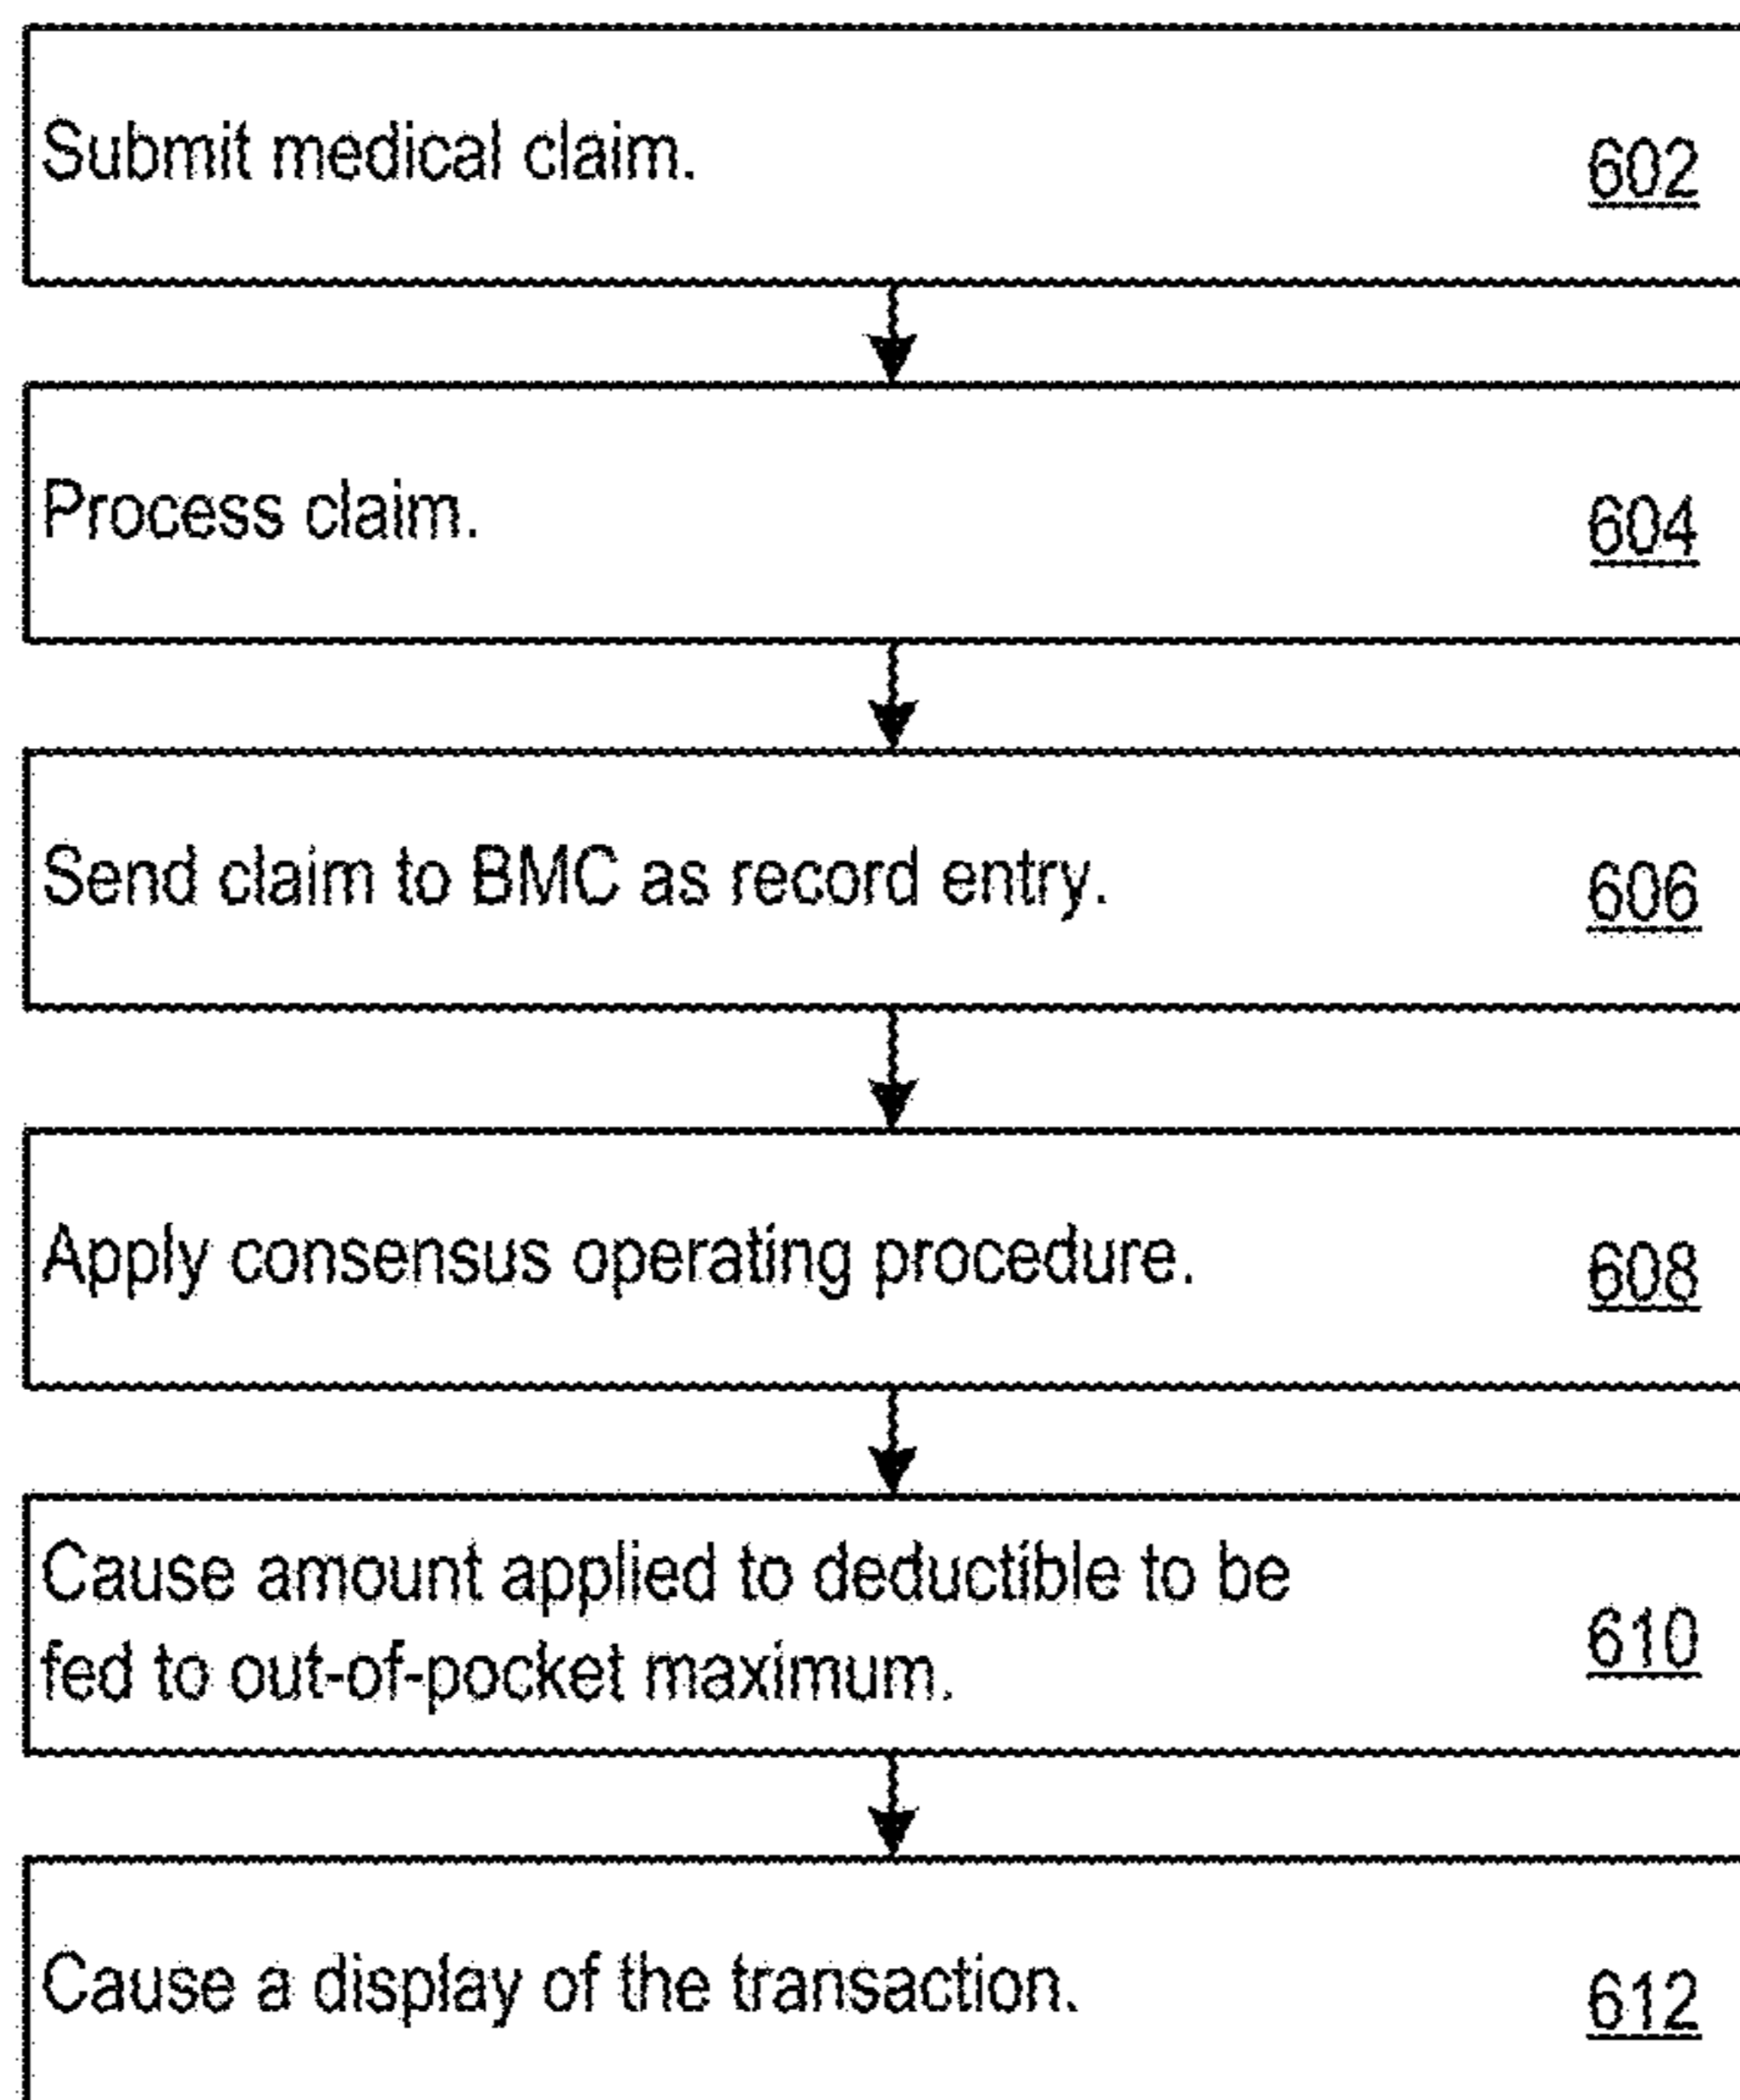 Submit medical claim. 602
Process claim. 604
Send claim to BMC as record entry. 606
Apply consensus operating procedure. 608
Cause amount applied to deductible to be
fed to out-of-pocket maximum. 610
Cause a display of the transaction. 612